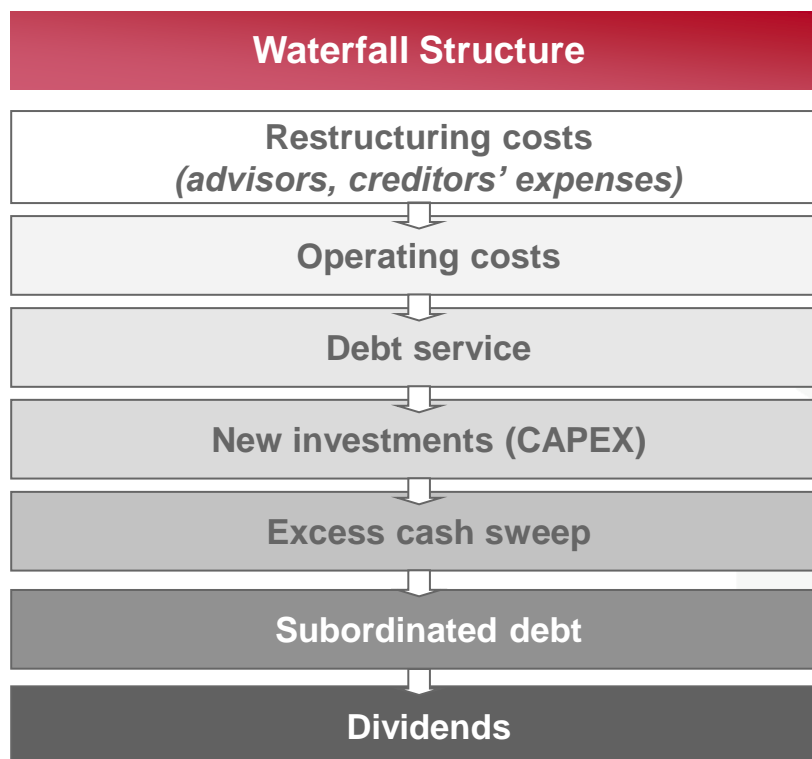 Waterfall Structure
Restructuring costs
(advisors, creditors’ expenses)
Operating costs
Debt service
New investments (CAPEX)
Excess cash sweep
Subordinated debt
Dividends